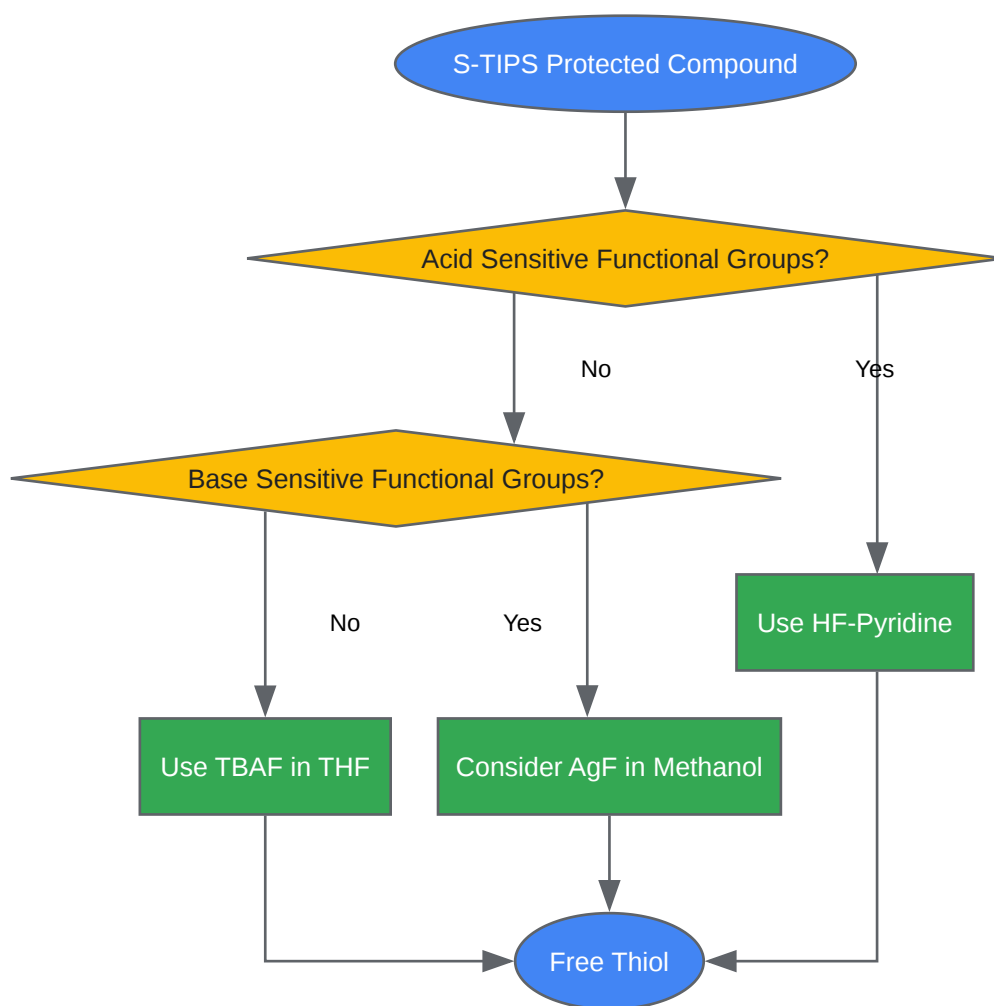 S-TIPS Protected Compound
Acid Sensitive Functional Groups?
No
Yes
Base Sensitive Functional Groups?
No
Yes
Use HF-Pyridine
Use TBAF in THF
Consider AgF in Methanol
Free Thiol